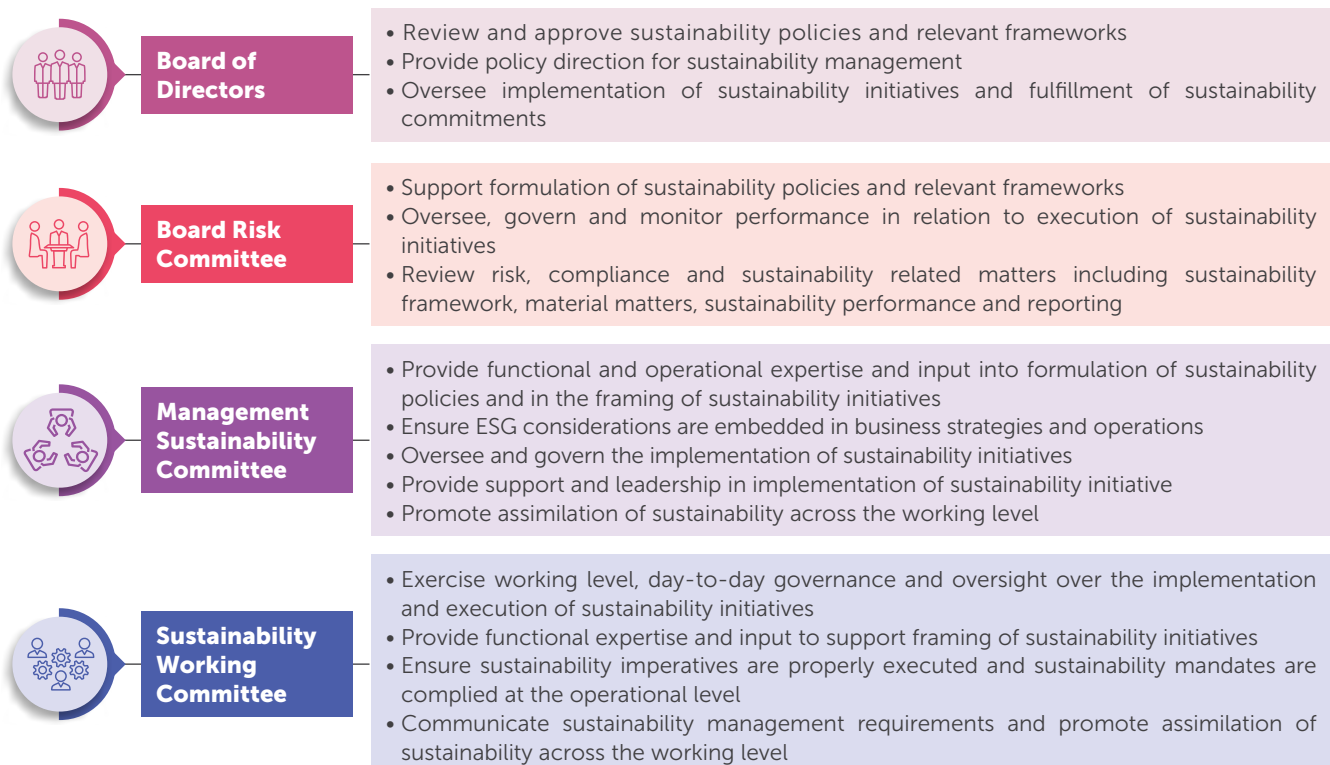 Board of
Directors
• Review and approve sustainability policies and relevant frameworks
• Provide policy direction for sustainability management
• Oversee implementation of sustainability initiatives and fulfillment of sustainability
commitments
Board Risk
Committee
• Support formulation of sustainability policies and relevant frameworks
• Oversee, govern and monitor performance in relation to execution of sustainability
initiatives
• Review risk, compliance and sustainability related matters including sustainability
framework, material matters, sustainability performance and reporting
Management
Sustainability
Committee
• Provide functional and operational expertise and input into formulation of sustainability
policies and in the framing of sustainability initiatives
• Ensure ESG considerations are embedded in business strategies and operations
• Oversee and govern the implementation of sustainability initiatives
• Provide support and leadership in implementation of sustainability initiative
• Promote assimilation of sustainability across the working level
Sustainability
Working
Committee
• Exercise working level, day-to-day governance and oversight over the implementation
and execution of sustainability initiatives
• Provide functional expertise and input to support framing of sustainability initiatives
• Ensure sustainability imperatives are properly executed and sustainability mandates are
complied at the operational level
• Communicate sustainability management requirements and promote assimilation of
sustainability across the working level